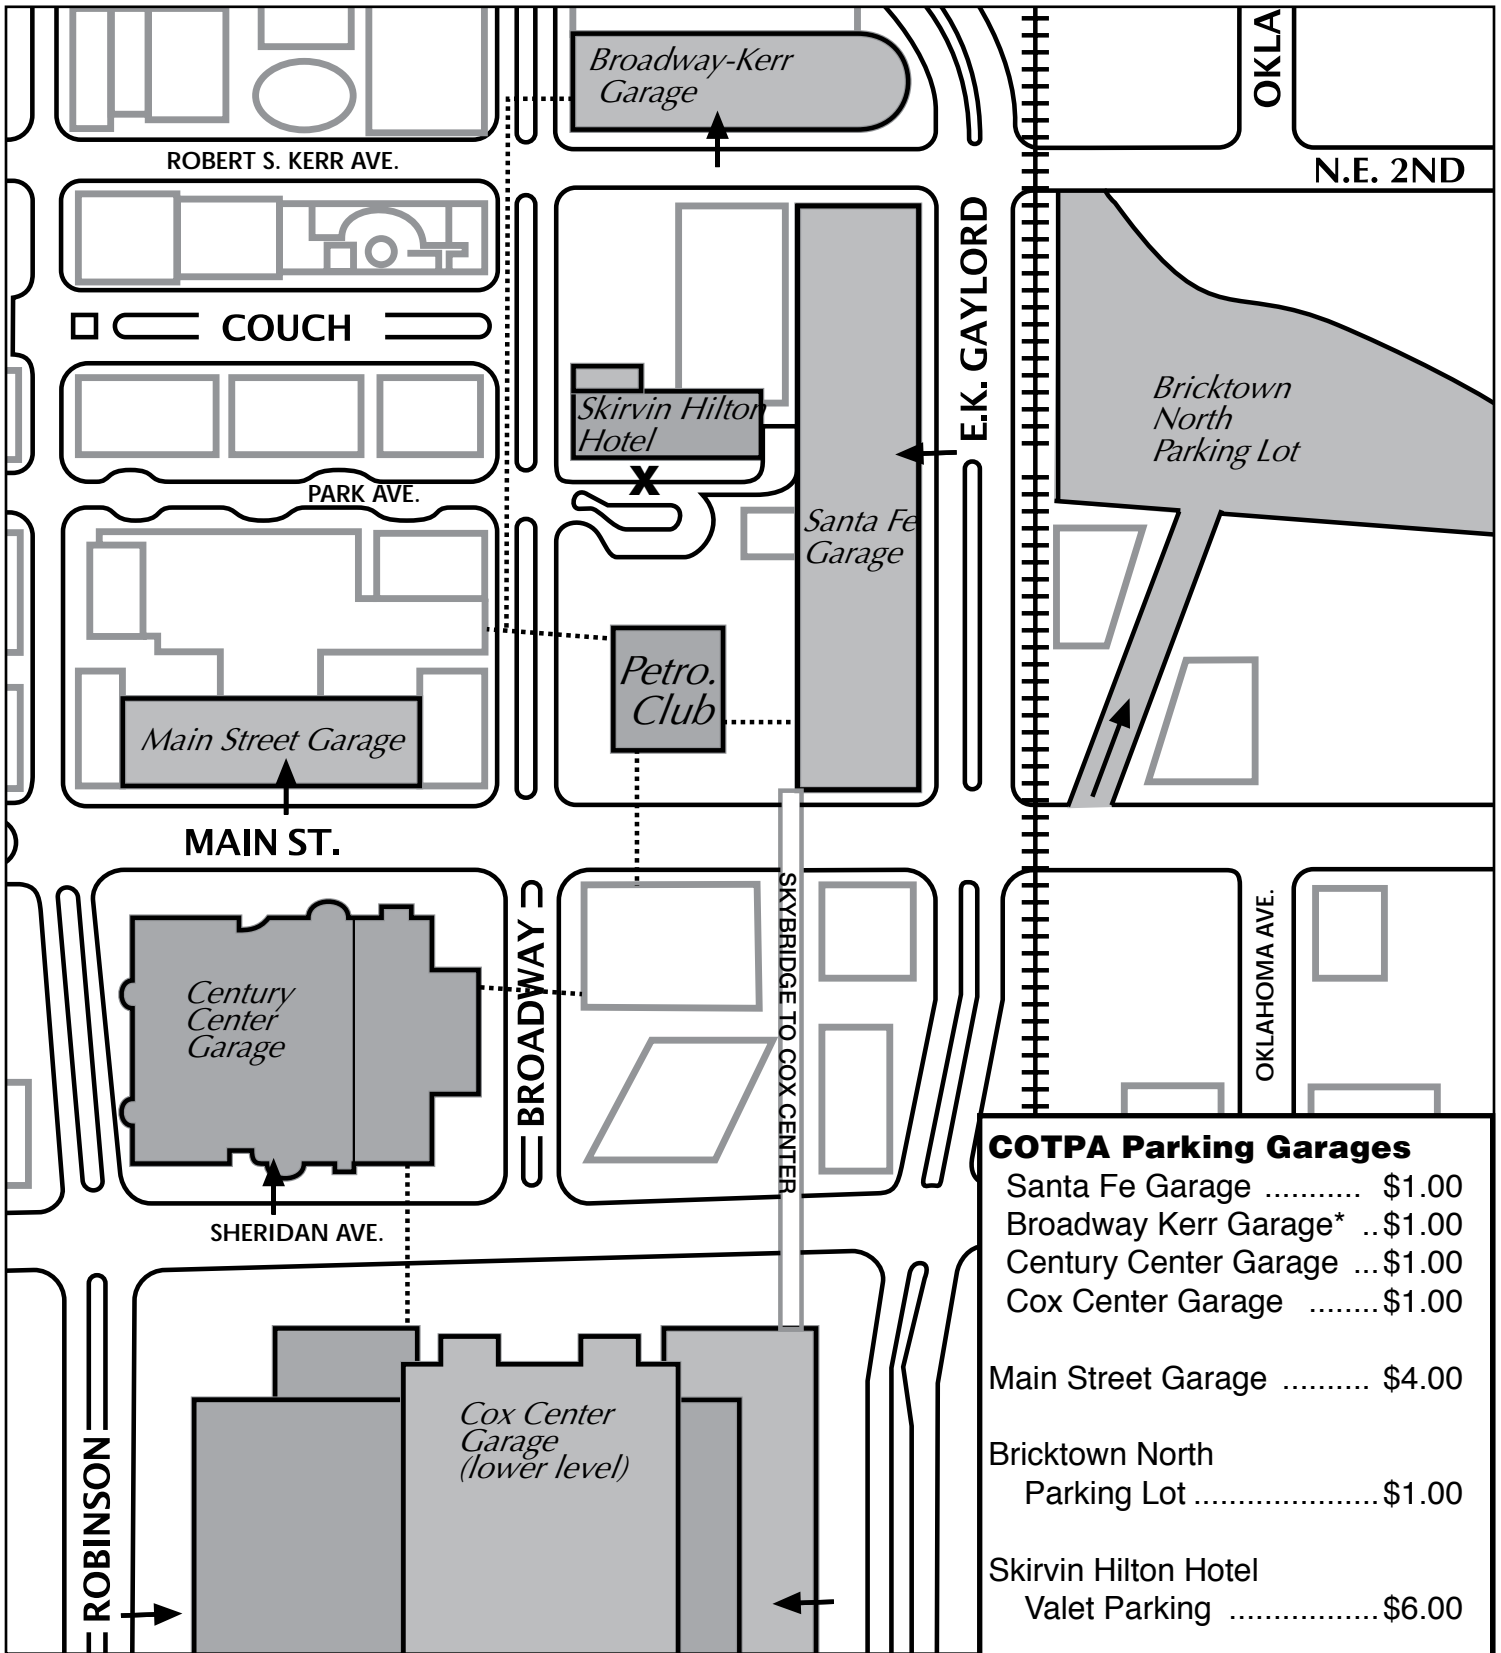 Broadway-Kerr
Garage
OKLA
ROBERT S. KERR AVE.
N.E. 2ND
E.K. GAYLORD
COUCH
Bricktown
North
Parking Lot
Skirvin Hilton
Hotel
X
PARK AVE.
Santa Fe
Garage
Petro.
Club
Main Street Garage
MAIN ST.
SKYBRIDGE TO COX CENTER
BROADWAY
OKLAHOMA AVE.
Century
Center
Garage
SHERIDAN AVE.
COTPA Parking Garages
Santa Fe Garage ........... $1.00
Broadway Kerr Garage* ..$1.00
Century Center Garage ...$1.00
Cox Center Garage ........$1.00
Main Street Garage .......... $4.00
Bricktown North
Parking Lot .....................$1.00
Skirvin Hilton Hotel
Valet Parking .................$6.00
Cox Center
Garage
(lower level)
ROBINSON